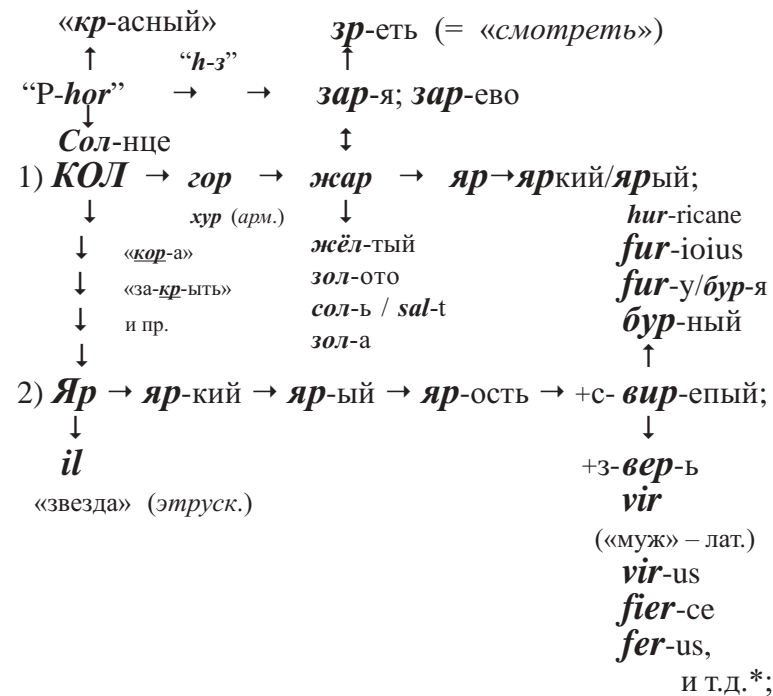 «кр-асный» зр-еть (= «смотреть»)
↑ “h-з” ↑
“P-hor” → → зар-я; зар-ево
↓
Сол-нце ↕
1) КОЛ → гор → жар → яр→яркий/ярый;
↓ хур (арм.) ↓ hur-ricane
↓ «кор-а» жёл-тый fur-ioius
↓ «за-кр-ыть» зол-ото fur-y/бур-я
↓ и пр. сол-ь / sal-t бур-ный
↓ зол-а ↑
2) Яр → яр-кий → яр-ый → яр-ость → +с- вир-епый;
↓ ↓
il +з-вер-ь
«звезда» (этруск.) vir
(«муж» – лат.)
vir-us
fier-ce
fer-us,
и т.д.*;